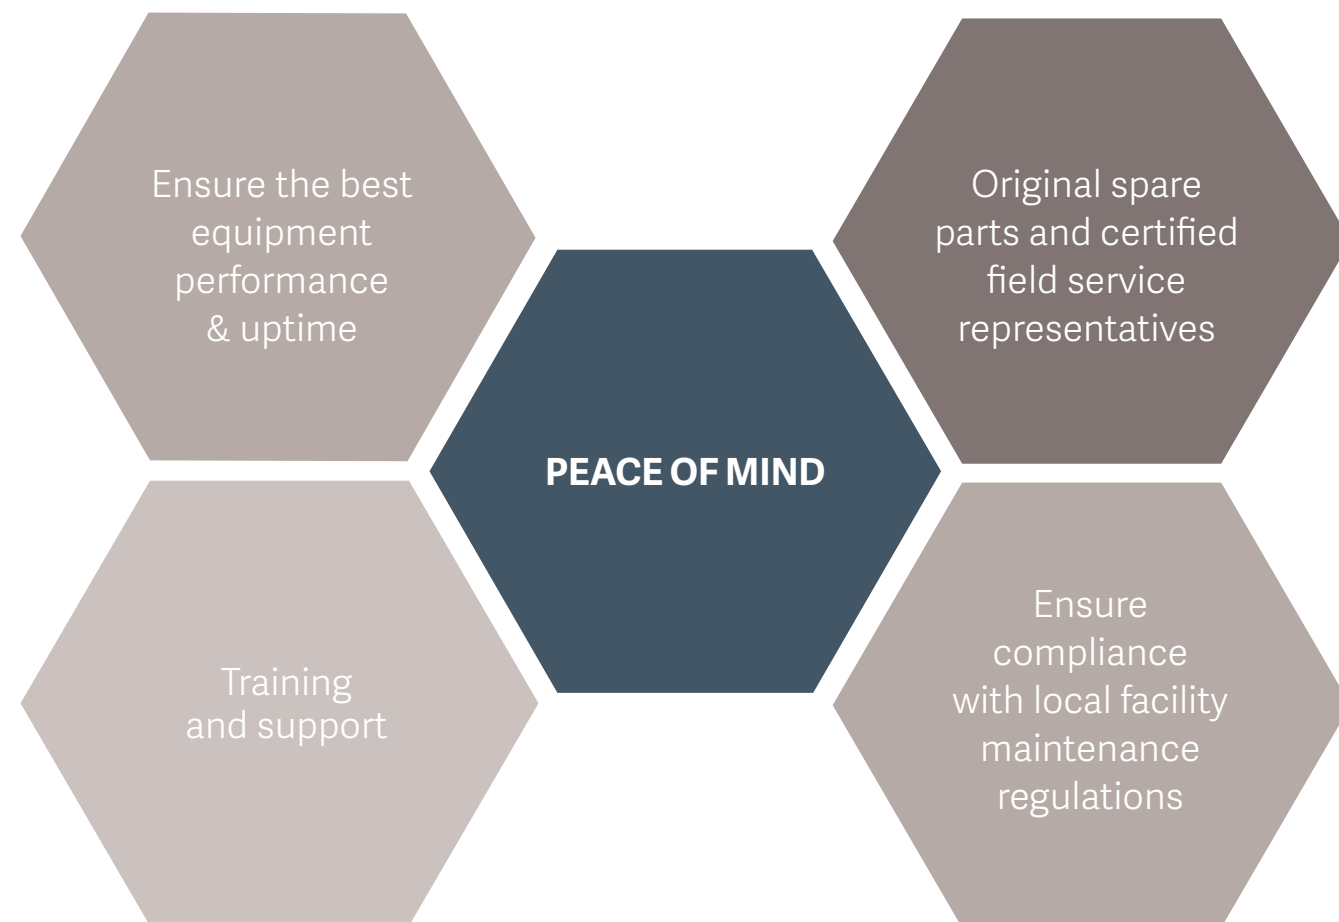 Ensure the best
equipment
performance
& uptime
Original spare
parts and certified
field service
representatives
PEACE OF MIND
Training
and support
Ensure
compliance
with local facility
maintenance
regulations